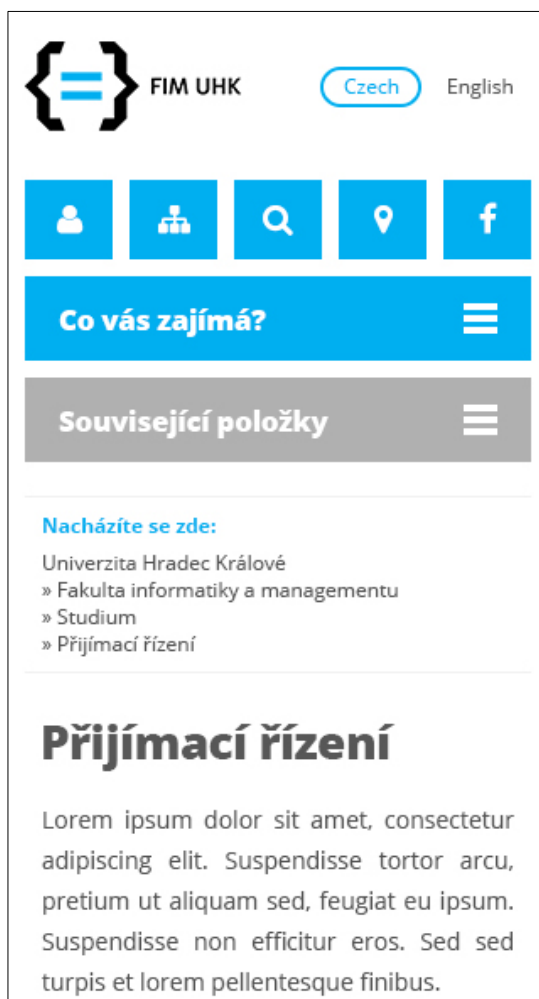 {=} FIM UHK
Czech English
Co vás zajímá?
Související položky
Nacházíte se zde:
Univerzita Hradec Králové
» Fakulta informatiky a managementu
» Studium
» Přijímací řízení
Přijímací řízení
Lorem ipsum dolor sit amet, consectetur
adipiscing elit. Suspendisse tortor arcu,
pretium ut aliquam sed, feugiat eu ipsum.
Suspendisse non efficitur eros. Sed sed
turpis et lorem pellentesque finibus.